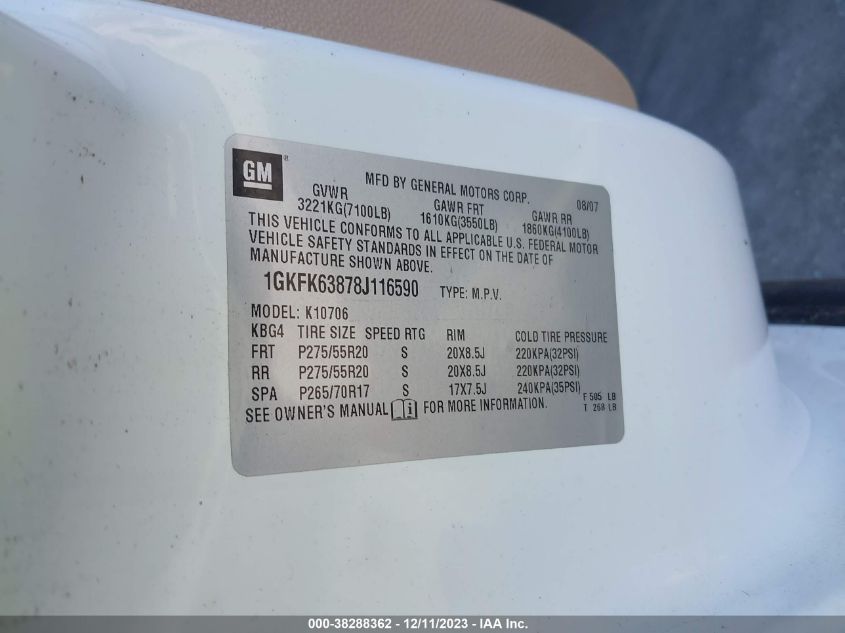 GM ®
MFD BY GENERAL MOTORS CORP. 08/07
GVWR GAWR FRT GAWR RR
3221KG(7100LB) 1610KG(3550LB) 1860KG(4100LB)
THIS VEHICLE CONFORMS TO ALL APPLICABLE U.S. FEDERAL MOTOR
VEHICLE SAFETY STANDARDS IN EFFECT ON THE DATE OF
MANUFACTURE SHOWN ABOVE.
1GKFK63878J116590 TYPE: M.P.V.
MODEL: K10706
KBG4 TIRE SIZE SPEED RTG RIM COLD TIRE PRESSURE
FRT P275/55R20 S 20X8.5J 220KPA(32PSI)
RR P275/55R20 S 20X8.5J 220KPA(32PSI)
SPA P265/70R17 S 17X7.5J 240KPA(35PSI)
F 505 LB
T 260 LB
SEE OWNER'S MANUAL i FOR MORE INFORMATION.
000-38288362 - 12/11/2023 - IAA Inc.